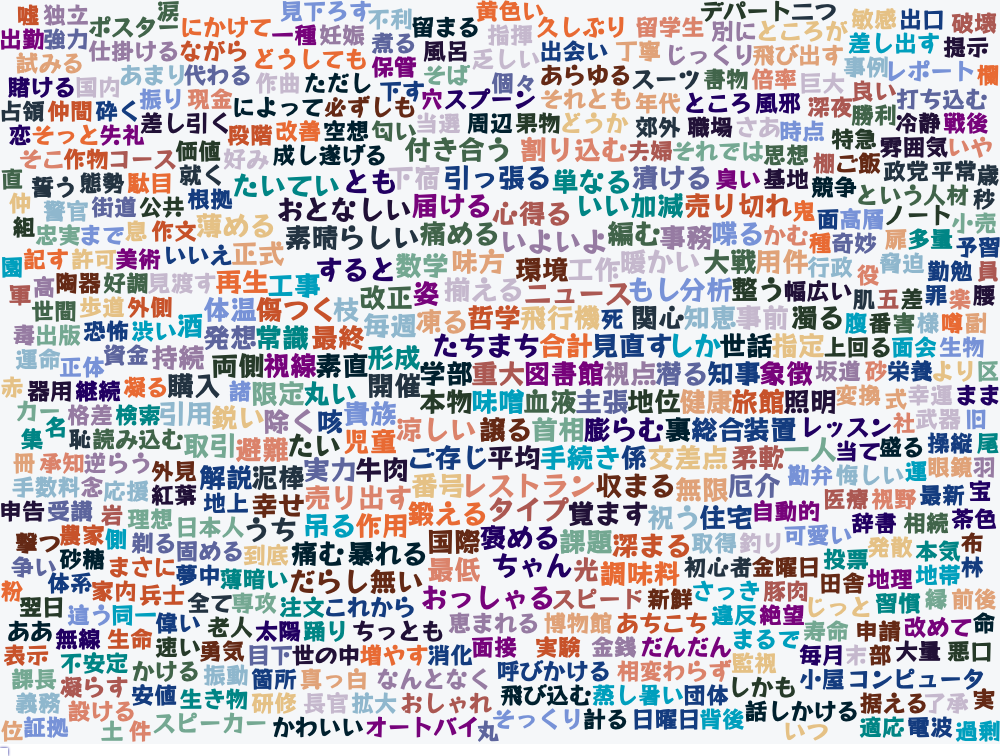 嘘 独立 ポスター 涙 にかけて 見下ろす 不利 留まる 黄色い 久しぶり 留学生 デパート 二つ 別に ところが 敏感 出口 破壊
出勤 強力 仕掛ける ながら どうしても 一種 妊娠 煮る 風呂 指揮 乏しい 出会い 丁寧 じっくり 飛び出す 差し出す 提示
試みる あまり 代わる 作曲 ただし 保管 そば 個々 あらゆる スーツ 書物 倍率 巨大 事例 レポート 欄
賭ける 国内 振り 現金 によって 必ずしも 下す 穴 スプーン それとも 年代 ところ 風邪 深夜 良い 勝利 打ち込む
占領 仲間 砕く 差し引く 段階 改善 空想 匂い 当選 周辺 果物 どうか 郊外 職場 さあ 時点 特急 冷静 戦後
恋 そっと 失礼 価値 好み 成し遂げる 付き合う 割り込む 夫婦 それでは 思想 棚 ご飯 雰囲気 いや
そこ 作物 コース 就く たいてい とも 下宿 引っ張る 単なる 漬ける 臭い 基地 競争 政党 平常 歳
直 誓う 態勢 駄目 根拠 おとなしい 届ける 心得る いい加減 売り切れ 鬼 という 人材 秒
仲 警官 街道 公共 薄める 素晴らしい 痛める いよいよ 編む 事務 喋る かむ 面 高層 ノート 小売
組 忠実 まで 息 作文 正式 すると 数学 味方 環境 工作 暖かい 大戦 用件 種 奇妙 扉 多量 予習
園 記す 許可 美術 いいえ 再生 工事 改正 姿 揃える ニュース もし 分析 整う 幅広い 行政 役 脅迫 勤勉 員
軍 高 陶器 好調 見渡す 体温 傷つく 枝 毎週 凍る 哲学 飛行機 死 関心 知恵 事前 濁る 肌 五 差 罪 楽 腰
世間 歩道 外側 発想 常識 最終 たちまち 合計 見直す しか 世話 指定 上回る 腹 番 害 様 噂 副
毒 出版 恐怖 渋い 酒 両側 視線 素直 形成 学部 重大 図書館 視点 潜る 知事 象徴 坂道 砂 栄養 面会 生物 より 区
運命 正体 資金 持続 購入 諸 限定 丸い 開催 本物 味噌 血液 主張 地位 健康 旅館 照明 変換 式 幸運 まま
赤 器用 継続 凝る 引用 鋭い 除く 咳 貴族 涼しい 譲る 首相 膨らむ 裏 総合 装置 レッスン 社 武器 旧
カー 名 格差 検索 取引 避難 たい 児童 ご存じ 平均 手続き 係 交差点 柔軟 一人 当て 盛る 操縦 尾
集 恥 読み込む 外見 解説 泥棒 実力 牛肉 番号 レストラン 収まる 無限 厄介 勘弁 悔しい 運 眼鏡 羽
冊 承知 逆らう 紅葉 地上 幸せ 売り出す 鍛える タイプ 覚ます 祝う 住宅 自動的 医療 視野 最新 宝
手数料 念 応援 日本人 うち 吊る 作用 国際 褒める 課題 深まる 取得 釣り 可愛い 辞書 相続 茶色
申告 受講 岩 理想 固める 到底 痛む 暴れる 最低 ちゃん 光 調味料 初心者 金曜日 投票 発散 本気 布
撃つ 農家 側 剃る 夢中 薄暗い だらし無い おっしゃる スピード 新鮮 さっき 豚肉 田舎 地理 地帯 林
争い 砂糖 まさに 家内 兵士 全て 専攻 注文 これから 恵まれる 博物館 あちこち 違反 絶望 じっと 習慣 縁 前後
粉 体系 翌日 違う 同一 偉い 老人 太陽 踊り ちっとも 面接 実験 金銭 だんだん まるで 寿命 申請 改めて 命
ああ 無線 生命 速い 勇気 目下 世の中 増やす 消化 呼びかける 相変わらず 監視 毎月 末 部 大量 悪口
表示 不安定 かける 振動 箇所 真っ白 なんとなく 飛び込む 蒸し暑い 団体 しかも 小屋 コンピュータ
課長 凝らす 安値 生き物 研修 長官 拡大 おしゃれ そっくり 計る 日曜日 背後 話しかける 据える 了承 実
義務 設ける 土 件 スピーカー かわいい オートバイ 丸 いつ 適応 電波 過剰
位 証拠